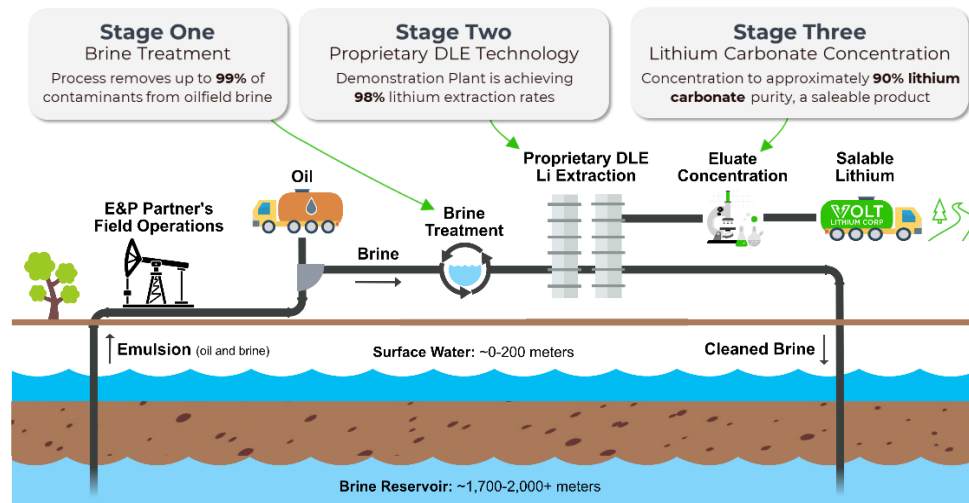 Stage One
Brine Treatment
Process removes up to 99% of
contaminants from oilfield brine
Stage Two
Proprietary DLE Technology
Demonstration Plant is achieving
98% lithium extraction rates
Stage Three
Lithium Carbonate Concentration
Concentration to approximately 90% lithium
carbonate purity, a saleable product
E&P Partner's
Field Operations
Oil
Brine
Brine
Treatment
Proprietary DLE
Li Extraction
Eluate
Concentration
Salable
Lithium
VOLT
LITHIUM CORP
Emulsion (oil and brine)
Surface Water: ~0-200 meters
Cleaned Brine
Brine Reservoir: ~1,700-2,000+ meters